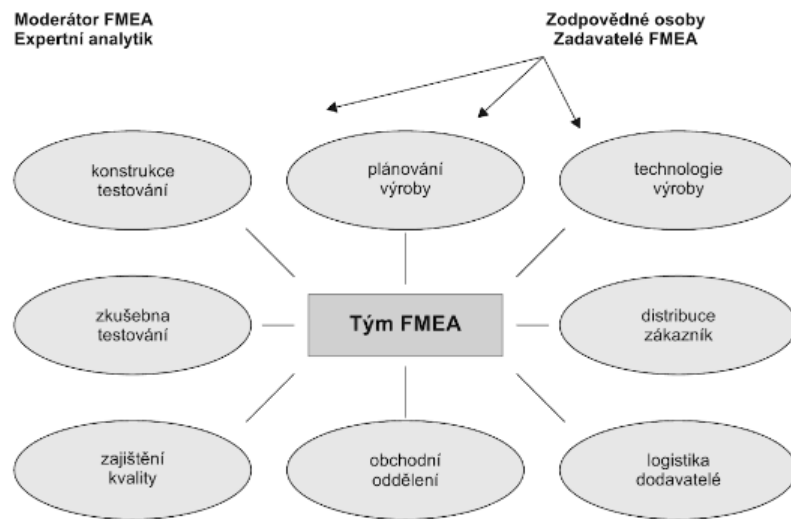 Moderátor FMEA
Expertní analytik
Zodpovědné osoby
Zadavatelé FMEA
konstrukce
testování
plánování
výroby
technologie
výroby
zkušebna
testování
Tým FMEA
distribuce
zákazník
zajištění
kvality
obchodní
oddělení
logistika
dodavatelé